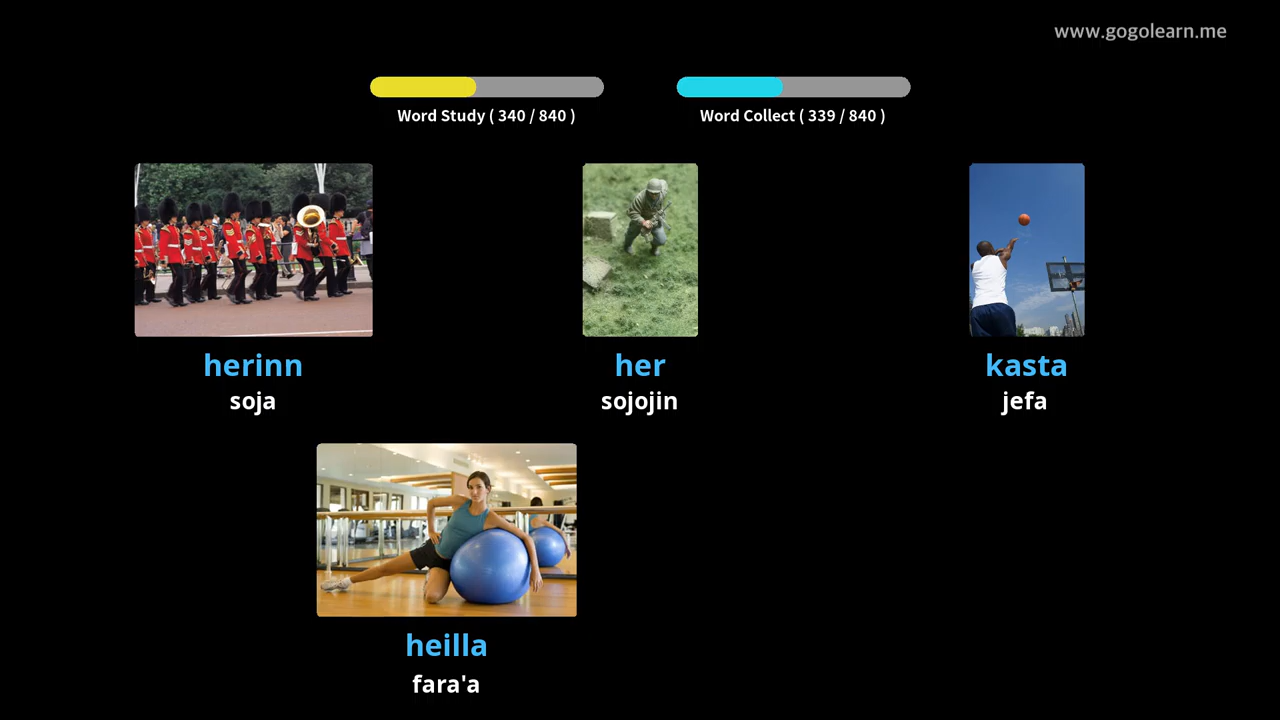 www.gogolearn.me
Word Study ( 340 / 840 )
Word Collect ( 339 / 840 )
herinn
soja
her
sojojin
kasta
jefa
heilla
fara'a